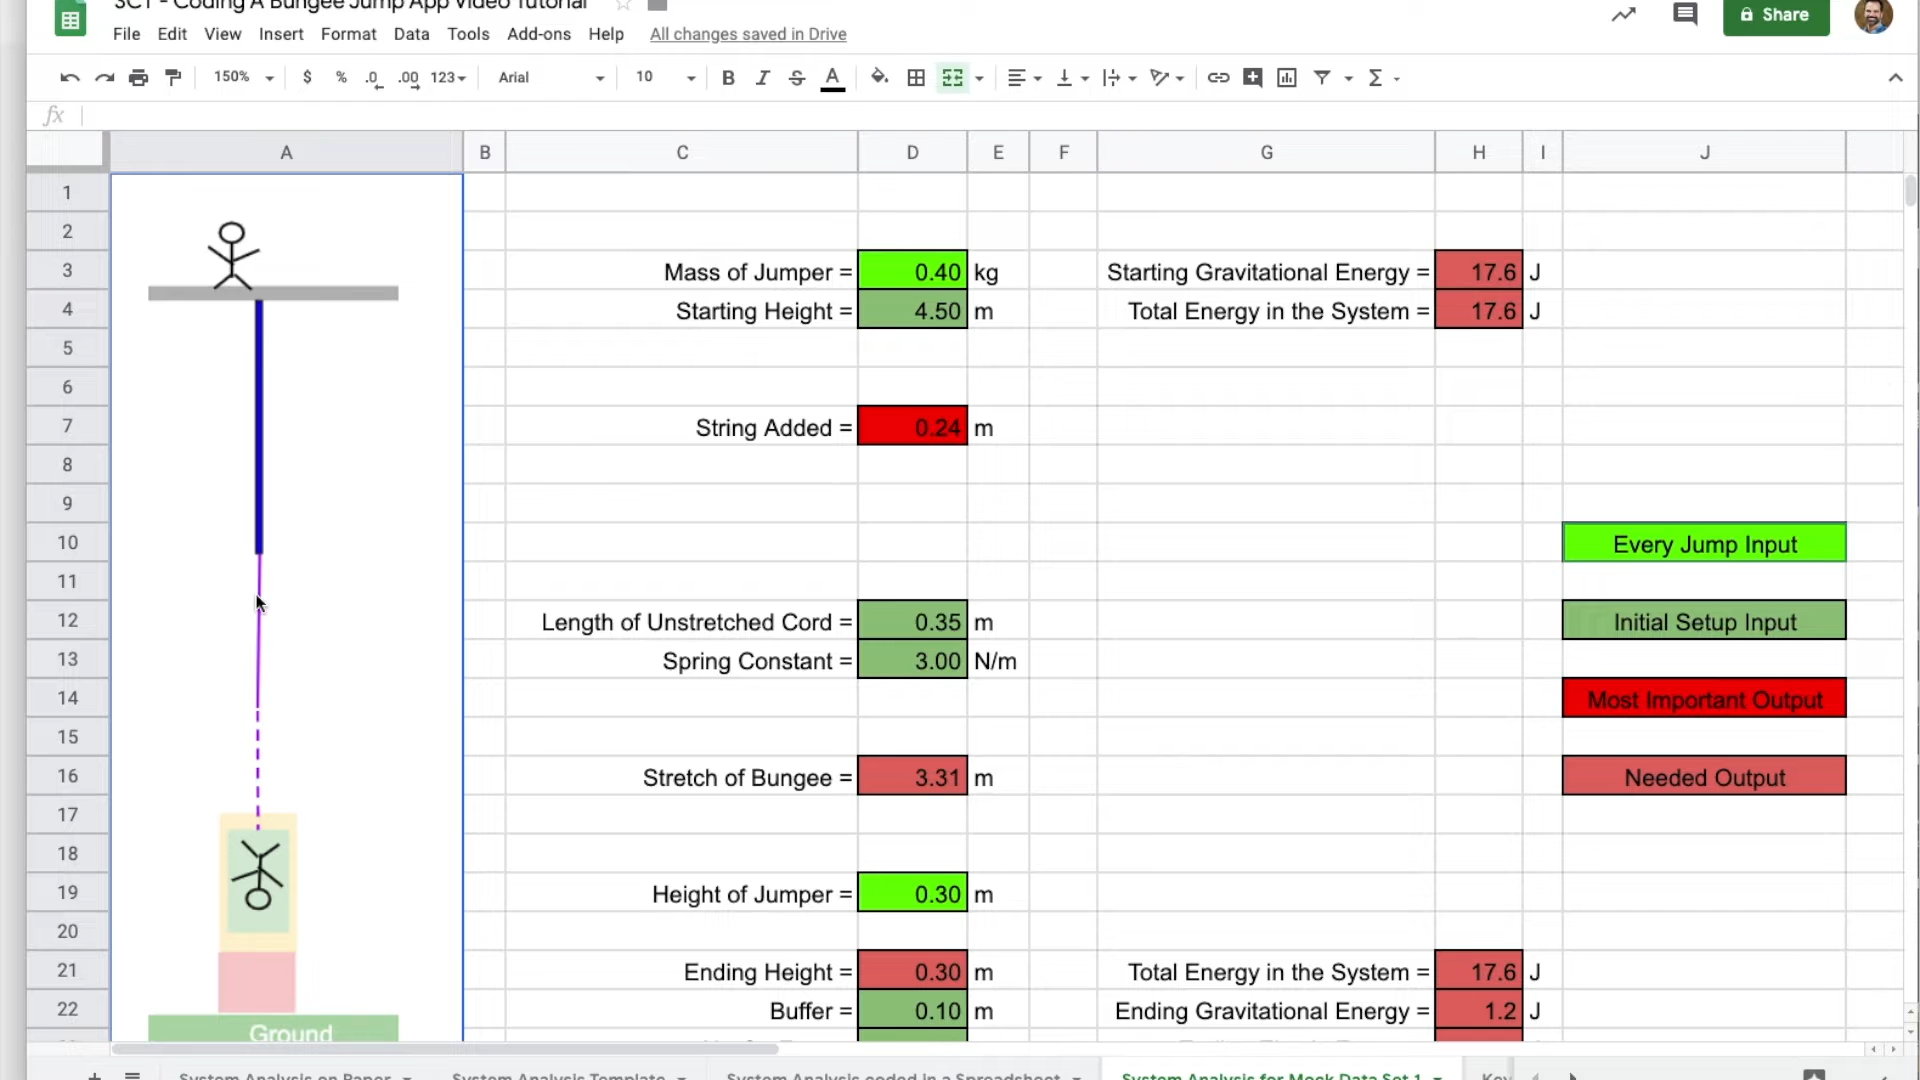 SCT - Coding A Bungee Jump App Video Tutorial
File Edit View Insert Format Data Tools Add-ons Help All changes saved in Drive
Share
150% $ % .0 .00 123 Arial 10 B I S A Σ
fx
A B C D E F G H I J
1
2
3 Mass of Jumper = 0.40 kg Starting Gravitational Energy = 17.6 J
4 Starting Height = 4.50 m Total Energy in the System = 17.6 J
5
6
7 String Added = 0.24 m
8
9
10 Every Jump Input
11
12 Length of Unstretched Cord = 0.35 m Initial Setup Input
13 Spring Constant = 3.00 N/m
14 Most Important Output
15
16 Stretch of Bungee = 3.31 m Needed Output
17
18
19 Height of Jumper = 0.30 m
20
21 Ending Height = 0.30 m Total Energy in the System = 17.6 J
22 Buffer = 0.10 m Ending Gravitational Energy = 1.2 J
Ground
System Analysis on Paper System Analysis Template System Analysis coded in a Spreadsheet System Analysis for Mock Data Set 1 Key